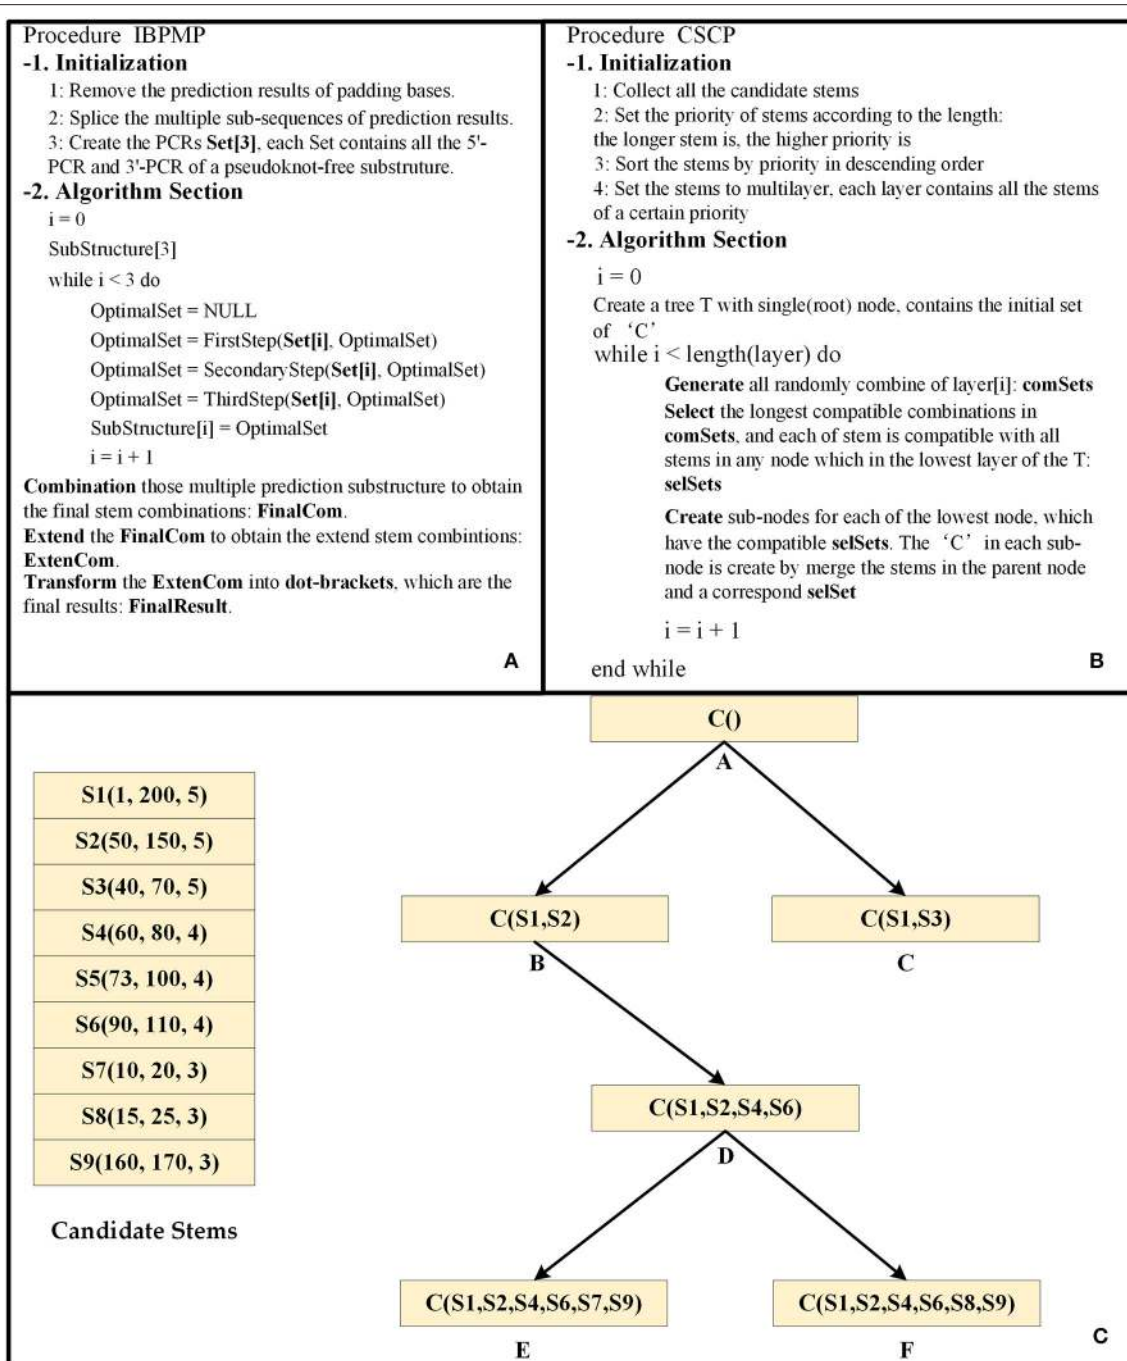 Procedure IBPMP
-1. Initialization
1: Remove the prediction results of padding bases.
2: Splice the multiple sub-sequences of prediction results.
3: Create the PCRs Set[3], each Set contains all the 5'-
PCR and 3'-PCR of a pseudoknot-free substruture.
-2. Algorithm Section
i = 0
SubStructure[3]
while i < 3 do
OptimalSet = NULL
OptimalSet = FirstStep(Set[i], OptimalSet)
OptimalSet = SecondaryStep(Set[i], OptimalSet)
OptimalSet = ThirdStep(Set[i], OptimalSet)
SubStructure[i] = OptimalSet
i = i + 1
Combination those multiple prediction substructure to obtain
the final stem combinations: FinalCom.
Extend the FinalCom to obtain the extend stem combintions:
ExtenCom.
Transform the ExtenCom into dot-brackets, which are the
final results: FinalResult.
A
Procedure CSCP
-1. Initialization
1: Collect all the candidate stems
2: Set the priority of stems according to the length:
the longer stem is, the higher priority is
3: Sort the stems by priority in descending order
4: Set the stems to multilayer, each layer contains all the stems
of a certain priority
-2. Algorithm Section
i = 0
Create a tree T with single(root) node, contains the initial set
of ‘C’
while i < length(layer) do
Generate all randomly combine of layer[i]: comSets
Select the longest compatible combinations in
comSets, and each of stem is compatible with all
stems in any node which in the lowest layer of the T:
selSets
Create sub-nodes for each of the lowest node, which
have the compatible selSets. The ‘C’ in each sub-
node is create by merge the stems in the parent node
and a correspond selSet
i = i + 1
end while
B
C()
A
S1(1, 200, 5)
S2(50, 150, 5)
S3(40, 70, 5)
S4(60, 80, 4)
S5(73, 100, 4)
S6(90, 110, 4)
S7(10, 20, 3)
S8(15, 25, 3)
S9(160, 170, 3)
Candidate Stems
C(S1,S2)
B
C(S1,S3)
C
C(S1,S2,S4,S6)
D
C(S1,S2,S4,S6,S7,S9)
E
C(S1,S2,S4,S6,S8,S9)
F
C